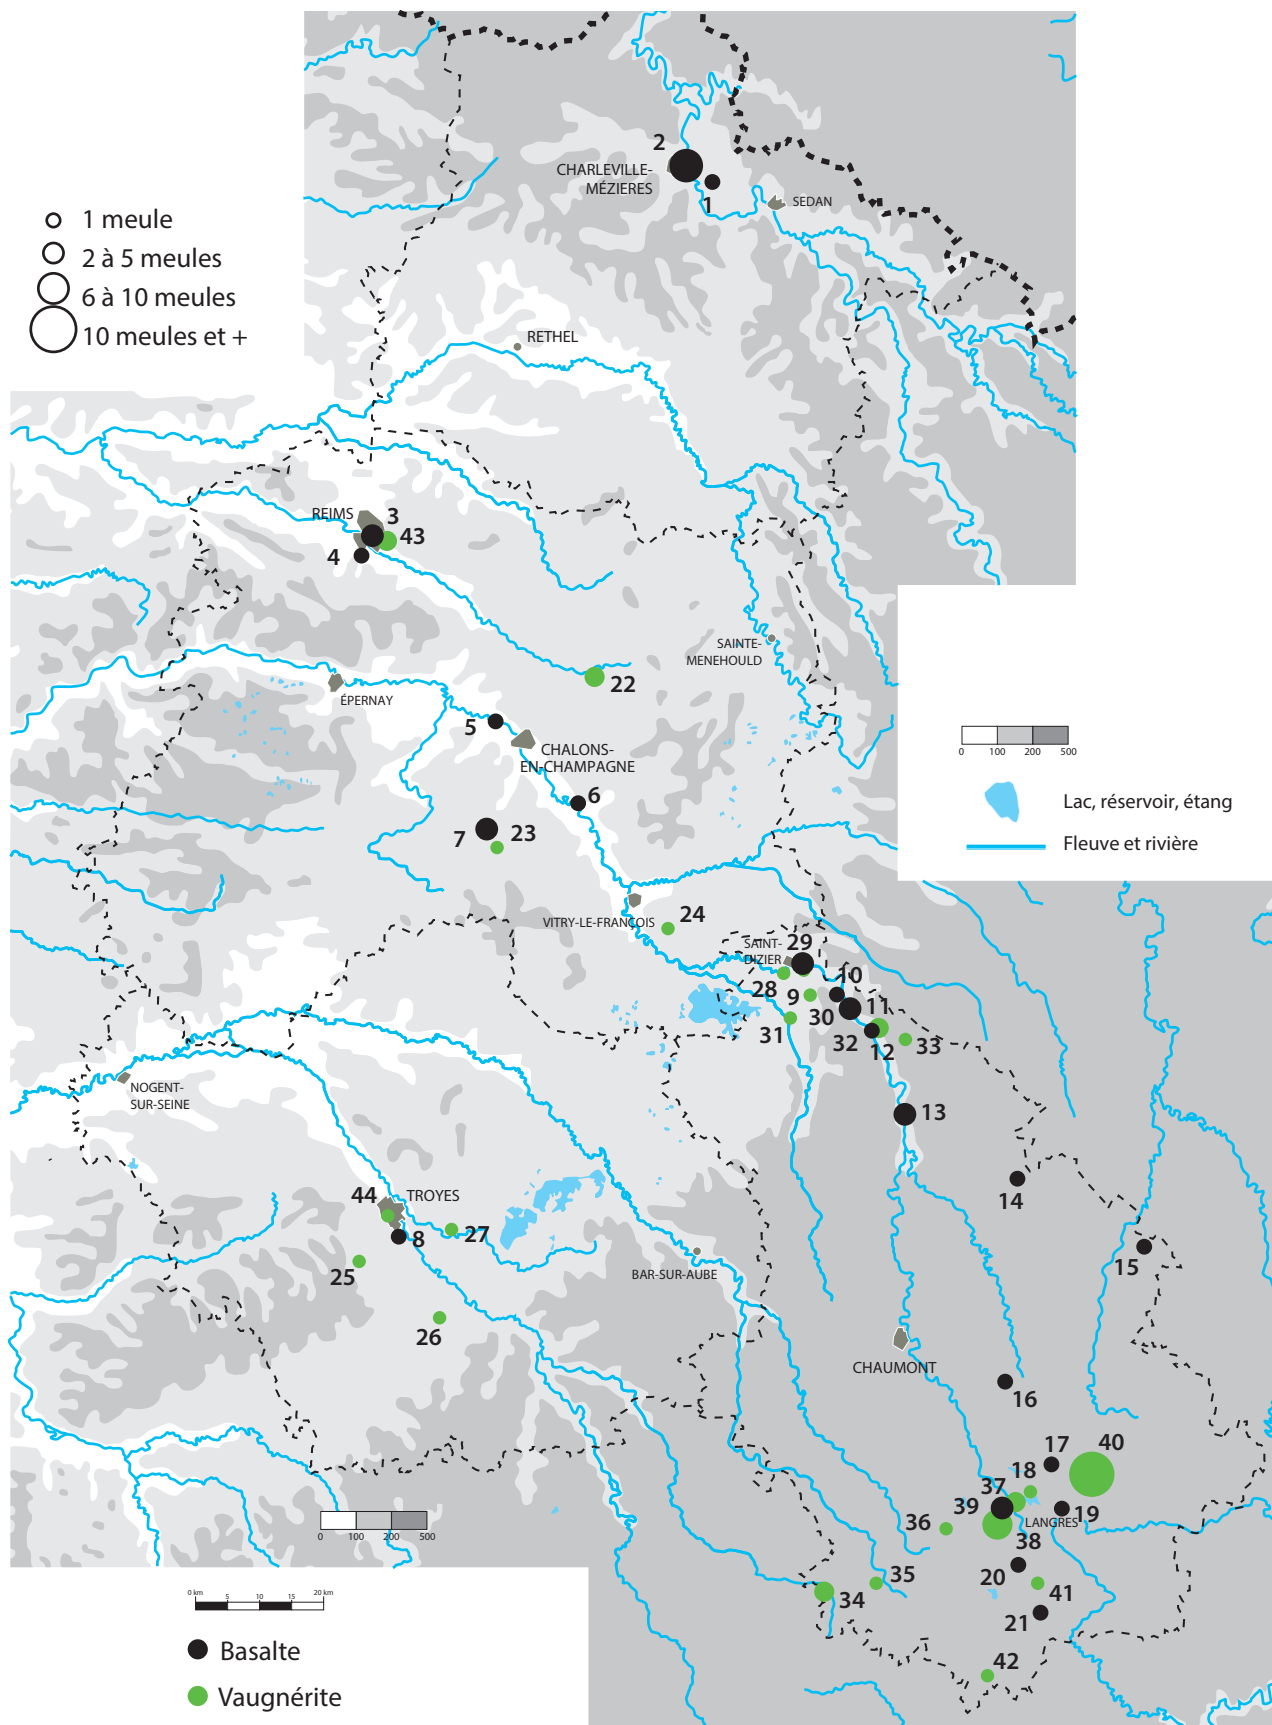 2
CHARLEVILLE-
MÉZIERES
1
SEDAN
1 meule
2 à 5 meules
6 à 10 meules
10 meules et +
RETHEL
REIMS
3
43
4
SAINTE-
MENEHOULD
22
ÉPERNAY
5
CHALONS-
EN-CHAMPAGNE
0 100 200 500
6
Lac, réservoir, étang
7
23
Fleuve et rivière
VITRY-LE-FRANÇOIS
24
SAINT-
DIZIER
29
10
28
9
30
11
31
32
12
33
NOGENT-
SUR-SEINE
13
14
44
TROYES
8
27
15
25
BAR-SUR-AUBE
26
CHAUMONT
16
17
40
18
37
39
19
LANGRES
36
38
0 100 200 500
20
35
41
34
21
0 km 5 10 15 20 km
Basalte
42
Vaugnérite